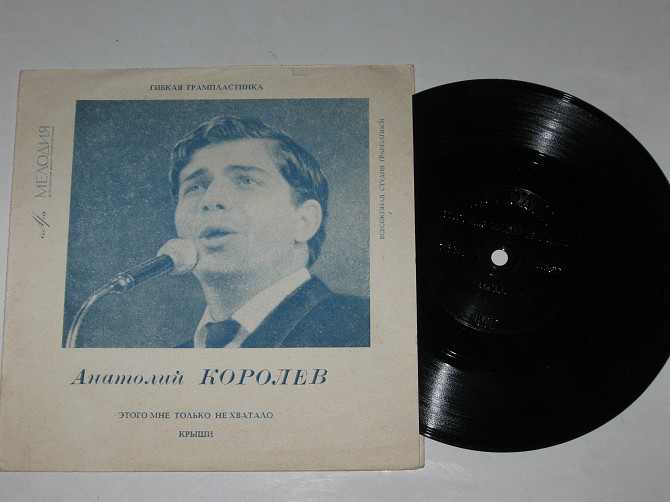 ГИБКАЯ ГРАМПЛАСТИНКА
МЕЛОДИЯ
ВСЕСОЮЗНАЯ СТУДИЯ ГРАМЗАПИСИ
Анатолий КОРОЛЕВ
ЭТОГО МНЕ ТОЛЬКО НЕ ХВАТАЛО
КРЫШИ